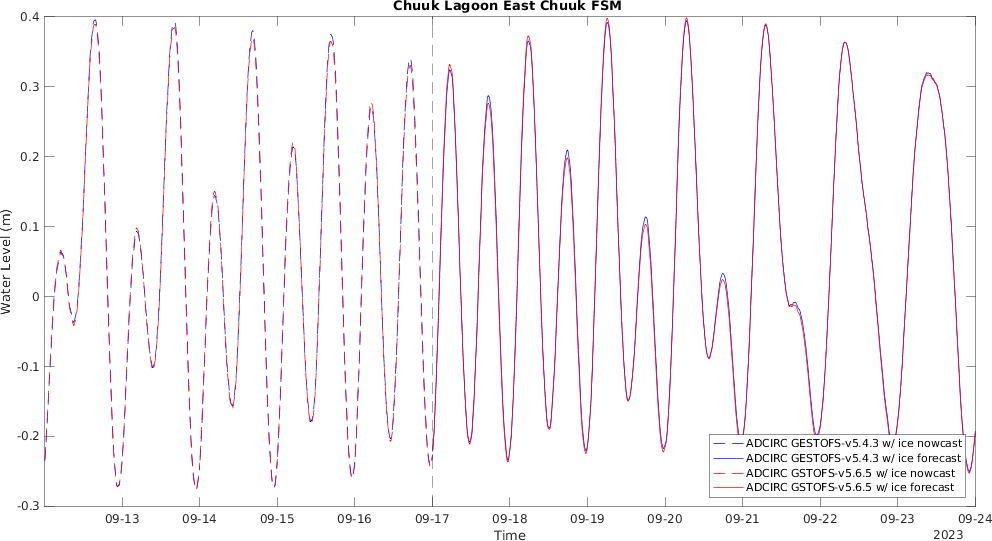 Chuuk Lagoon East Chuuk FSM
0.4
0.3
0.2
0.1
0
-0.1
-0.2
-0.3
Water Level (m)
ADCIRC GESTOFS-v5.4.3 w/ ice nowcast
ADCIRC GESTOFS-v5.4.3 w/ ice forecast
ADCIRC GSTOFS-v5.6.5 w/ ice nowcast
ADCIRC GSTOFS-v5.6.5 w/ ice forecast
09-13 09-14 09-15 09-16 09-17 09-18 09-19 09-20 09-21 09-22 09-23 09-24
Time
2023